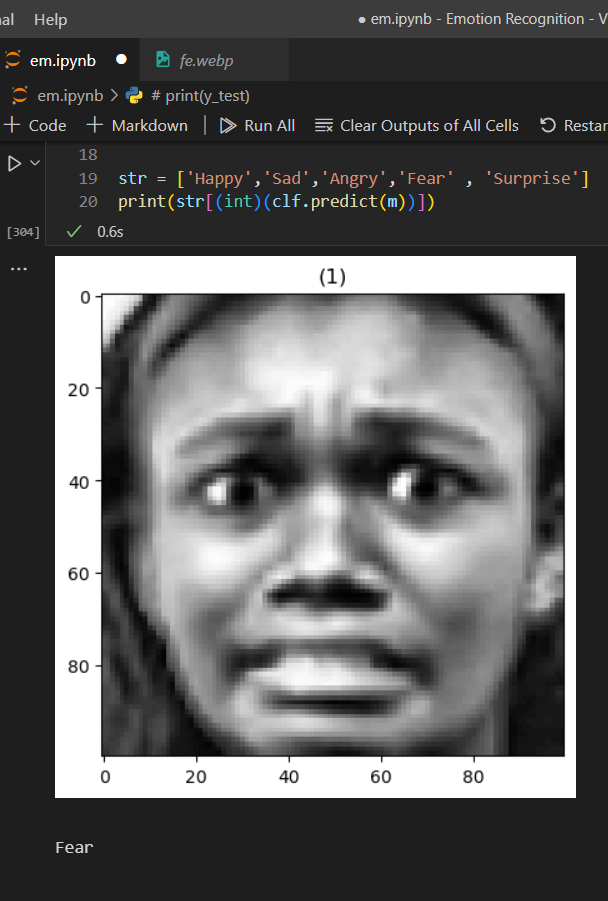 nal Help ● em.ipynb - Emotion Recognition - V
em.ipynb ● fe.webp
em.ipynb > # print(y_test)
+ Code + Markdown | Run All Clear Outputs of All Cells Restar
18
19 str = ['Happy','Sad','Angry','Fear' , 'Surprise']
20 print(str[(int)(clf.predict(m))])
[304] ✓ 0.6s
...
(1)
0
20
40
60
80
0 20 40 60 80
Fear